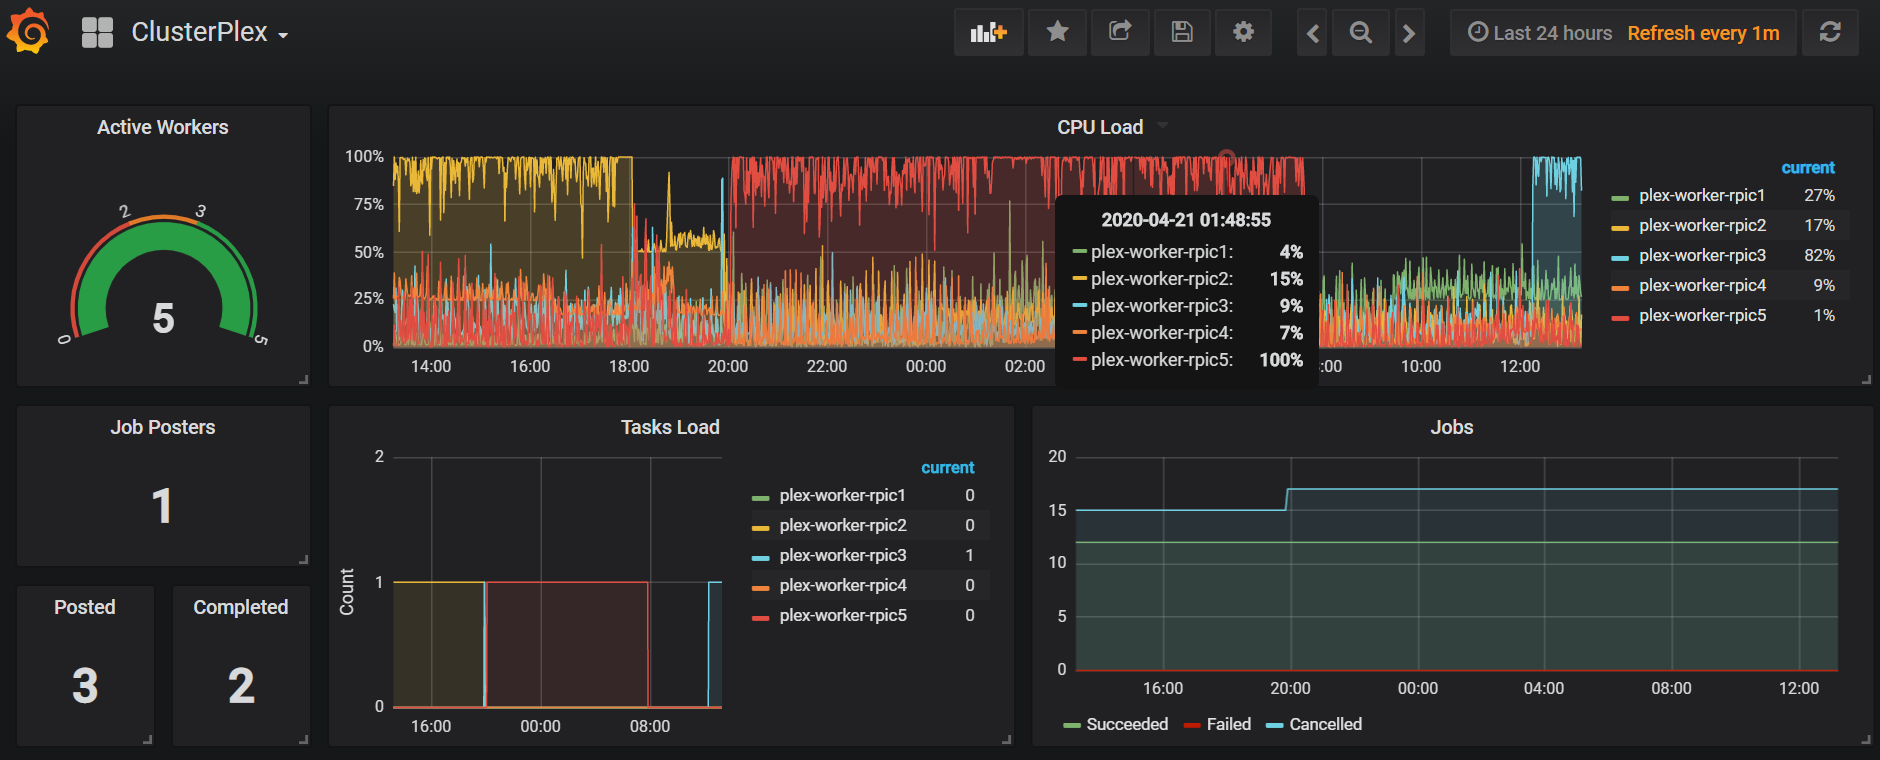 ClusterPlex
Last 24 hours Refresh every 1m
Active Workers
0 2 3 5
5
CPU Load
100%
75%
50%
25%
0%
14:00 16:00 18:00 20:00 22:00 00:00 02:00 :00 10:00 12:00
2020-04-21 01:48:55
plex-worker-rpic1: 4%
plex-worker-rpic2: 15%
plex-worker-rpic3: 9%
plex-worker-rpic4: 7%
plex-worker-rpic5: 100%
current
plex-worker-rpic1 27%
plex-worker-rpic2 17%
plex-worker-rpic3 82%
plex-worker-rpic4 9%
plex-worker-rpic5 1%
Job Posters
1
Posted
3
Completed
2
Tasks Load
Count
2
1
0
16:00 00:00 08:00
current
plex-worker-rpic1 0
plex-worker-rpic2 0
plex-worker-rpic3 1
plex-worker-rpic4 0
plex-worker-rpic5 0
Jobs
20
15
10
5
0
16:00 20:00 00:00 04:00 08:00 12:00
Succeeded Failed Cancelled